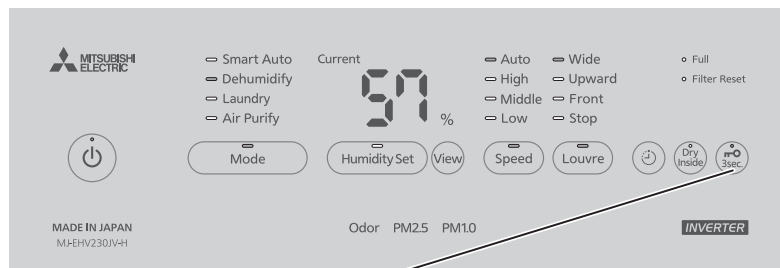 MITSUBISHI
ELECTRIC
Smart Auto
Dehumidify
Laundry
Air Purify
Current
57
%
Auto
High
Middle
Low
Wide
Upward
Front
Stop
Full
Filter Reset
Mode
Humidity Set
View
Speed
Louvre
Dry
Inside
3sec.
MADE IN JAPAN
MJ-EHV230JV-H
Odor PM2.5 PM1.0
INVERTER